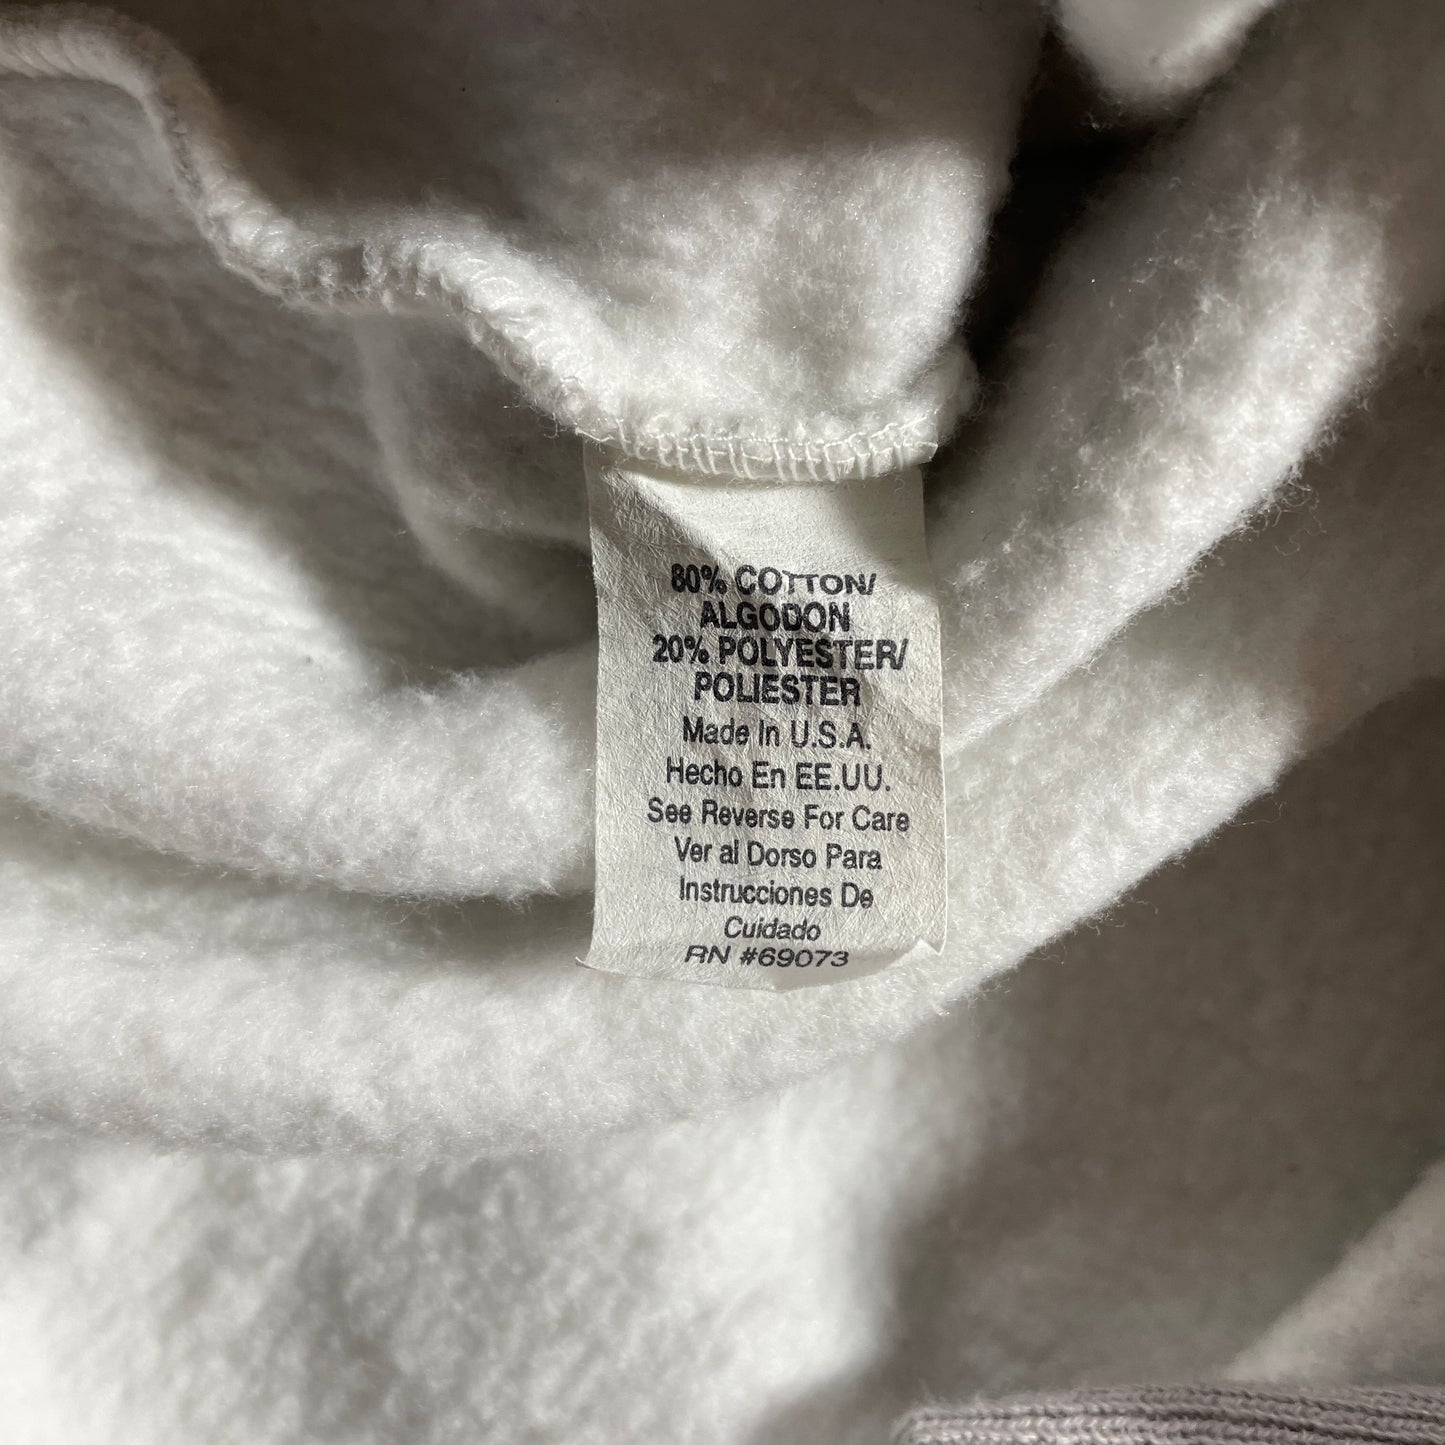 80% COTTON/
ALGODON
20% POLYESTER/
POLIESTER
Made In U.S.A.
Hecho En EE.UU.
See Reverse For Care
Ver al Dorso Para
Instrucciones De
Cuidado
RN #69073